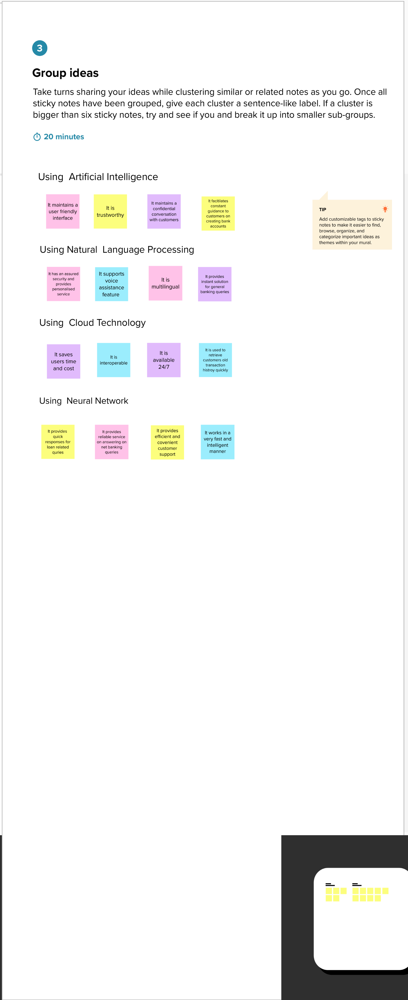 3
Group ideas
Take turns sharing your ideas while clustering similar or related notes as you go. Once all
sticky notes have been grouped, give each cluster a sentence-like label. If a cluster is
bigger than six sticky notes, try and see if you and break it up into smaller sub-groups.
20 minutes
Using Artificial Intelligence
It maintains a
user friendly
interface
It is
trustworthy
It maintains a
confidential
conversation
with customers
It facitilates
constant
guidance to
customers on
creating bank
accounts
TIP
Add customizable tags to sticky
notes to make it easier to find,
browse, organize, and
categorize important ideas as
themes within your mural.
Using Natural Language Processing
It has an assured
security and
provides
personalised
service
It supports
voice
assistance
feature
It is
multilingual
It provides
instant solution
for general
banking queries
Using Cloud Technology
It saves
users time
and cost
It is
interoperable
It is
available
24/7
It is used to
retrieve
customers old
transaction
histroy quickly
Using Neural Network
It provides
quick
responses for
loan related
quries
It provides
reliable service
on answering on
net banking
queries
It provides
efficient and
covenient
customer
support
It works in a
very fast and
intelligent
manner